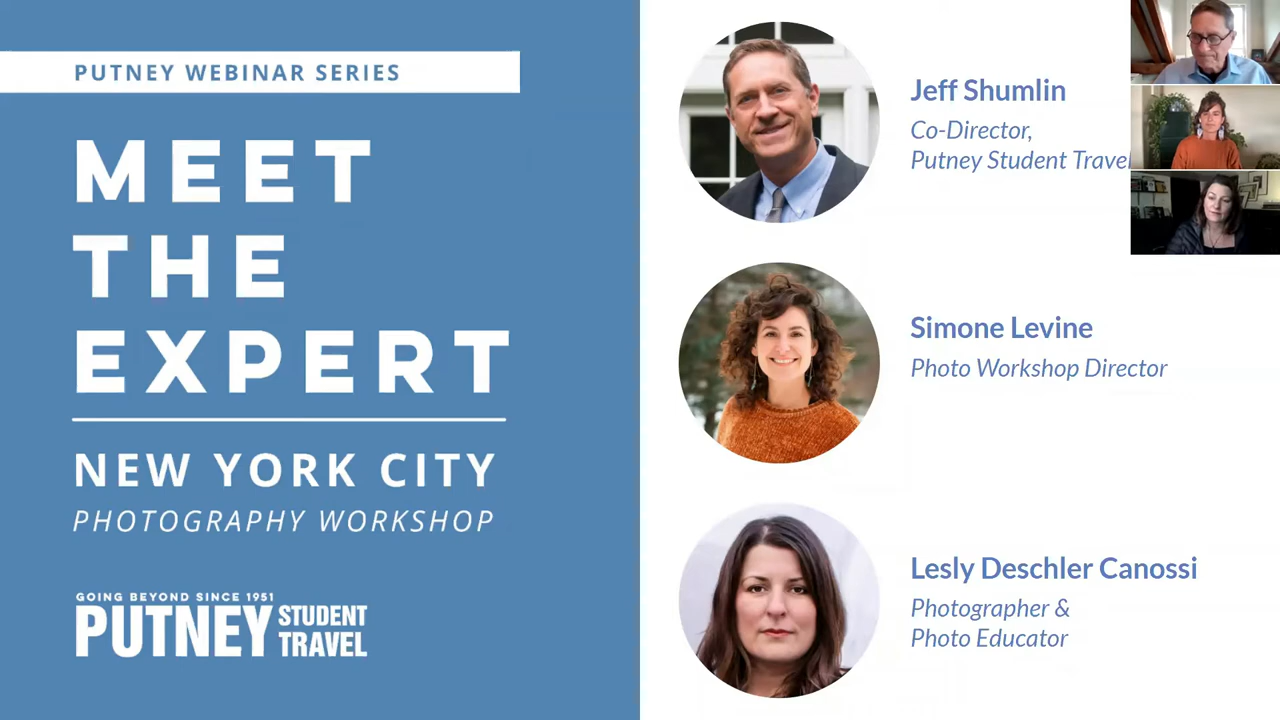 PUTNEY WEBINAR SERIES
MEET
THE
EXPERT
NEW YORK CITY
PHOTOGRAPHY WORKSHOP
GOING BEYOND SINCE 1951
PUTNEY STUDENT TRAVEL
Jeff Shumlin
Co-Director,
Putney Student Travel
Simone Levine
Photo Workshop Director
Lesly Deschler Canossi
Photographer &
Photo Educator